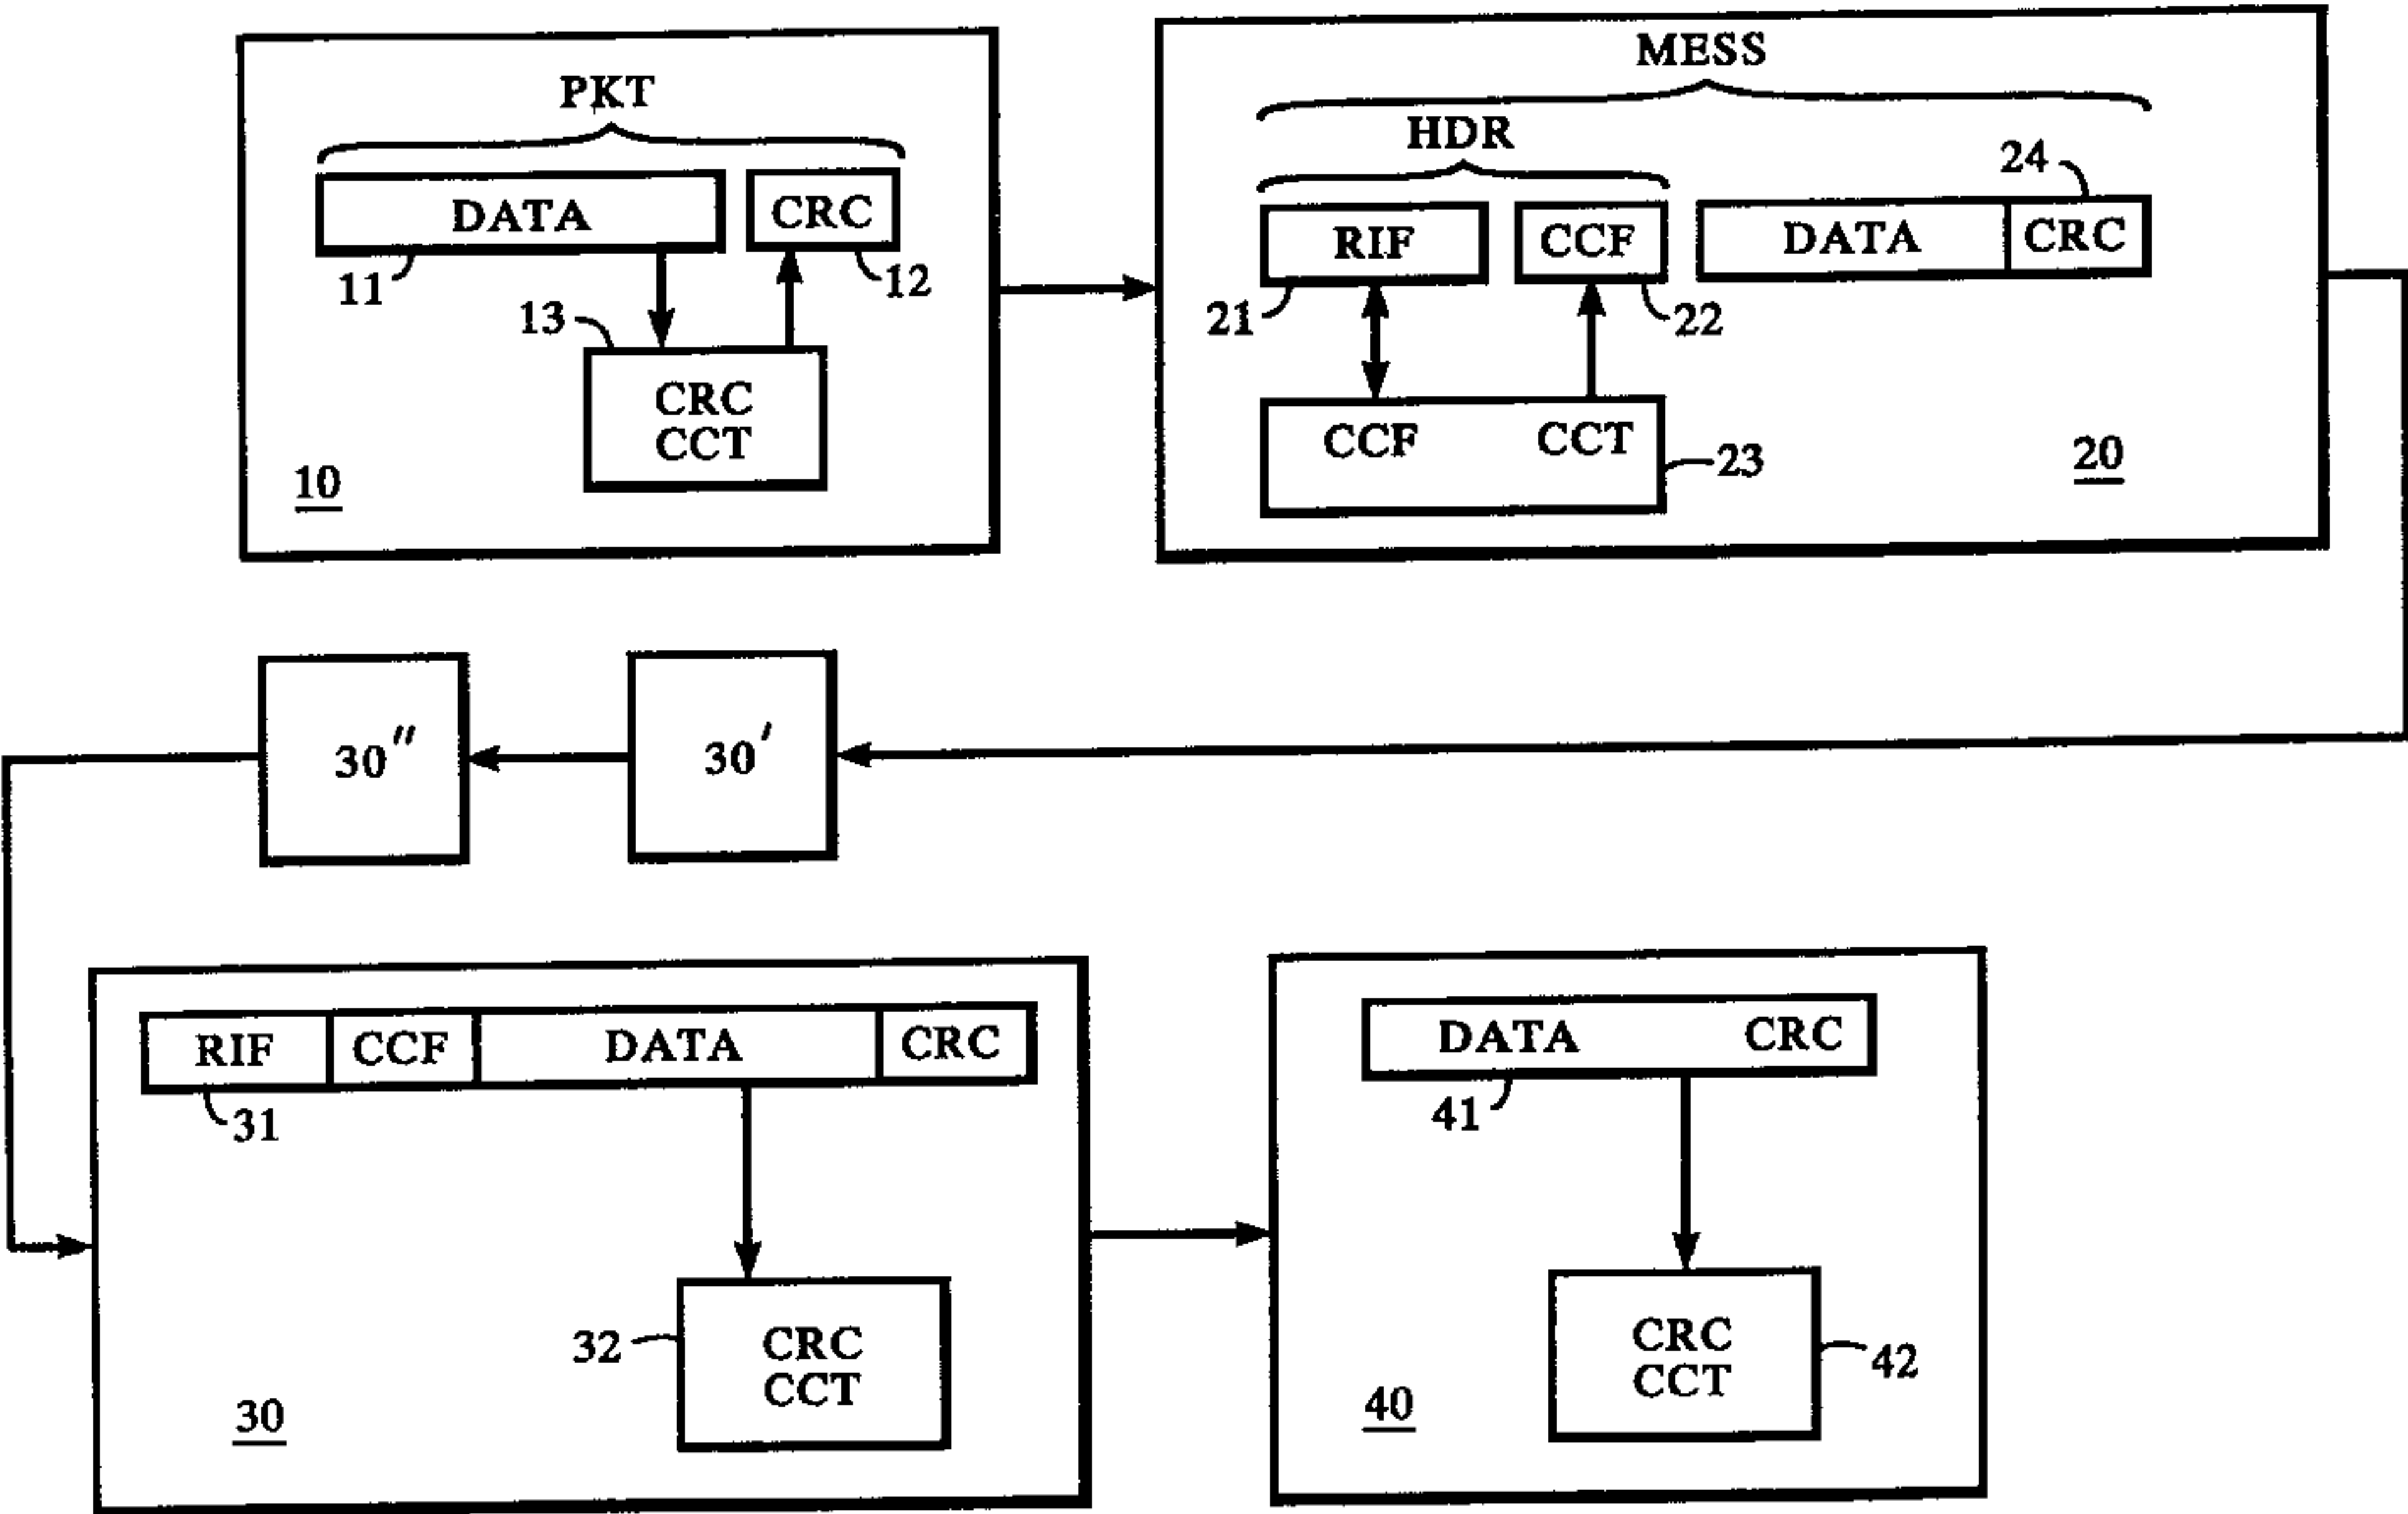 PKT
DATA
CRC
11
12
13
CRC
CCT
10
MESS
HDR
24
RIF
CCF
DATA
CRC
21
22
CCF CCT
23
20
30"
30'
RIF
CCF
DATA
CRC
31
32
CRC
CCT
30
DATA CRC
41
CRC
CCT
42
40